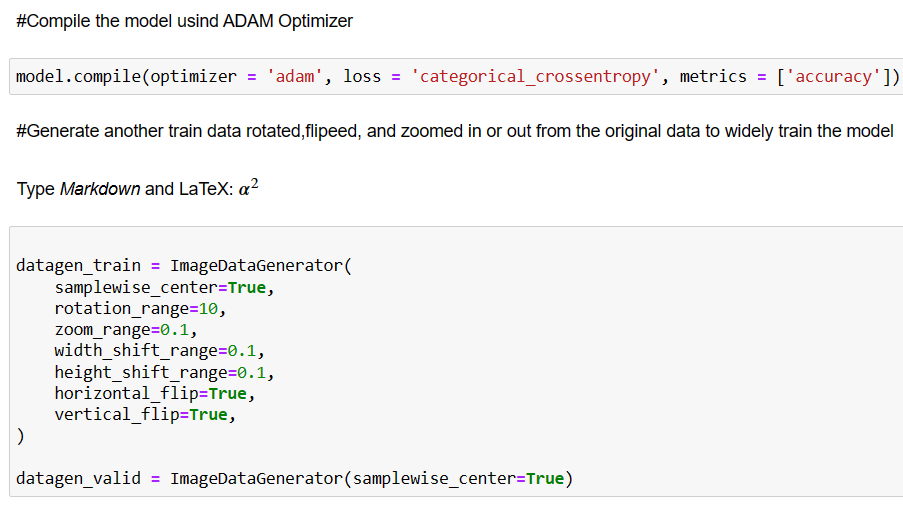 #Compile the model usind ADAM Optimizer
model.compile(optimizer = 'adam', loss = 'categorical_crossentropy', metrics = ['accuracy'])
#Generate another train data rotated,flipeed, and zoomed in or out from the original data to widely train the model
Type Markdown and LaTeX: α²
datagen_train = ImageDataGenerator(
    samplewise_center=True,
    rotation_range=10,
    zoom_range=0.1,
    width_shift_range=0.1,
    height_shift_range=0.1,
    horizontal_flip=True,
    vertical_flip=True,
)
datagen_valid = ImageDataGenerator(samplewise_center=True)